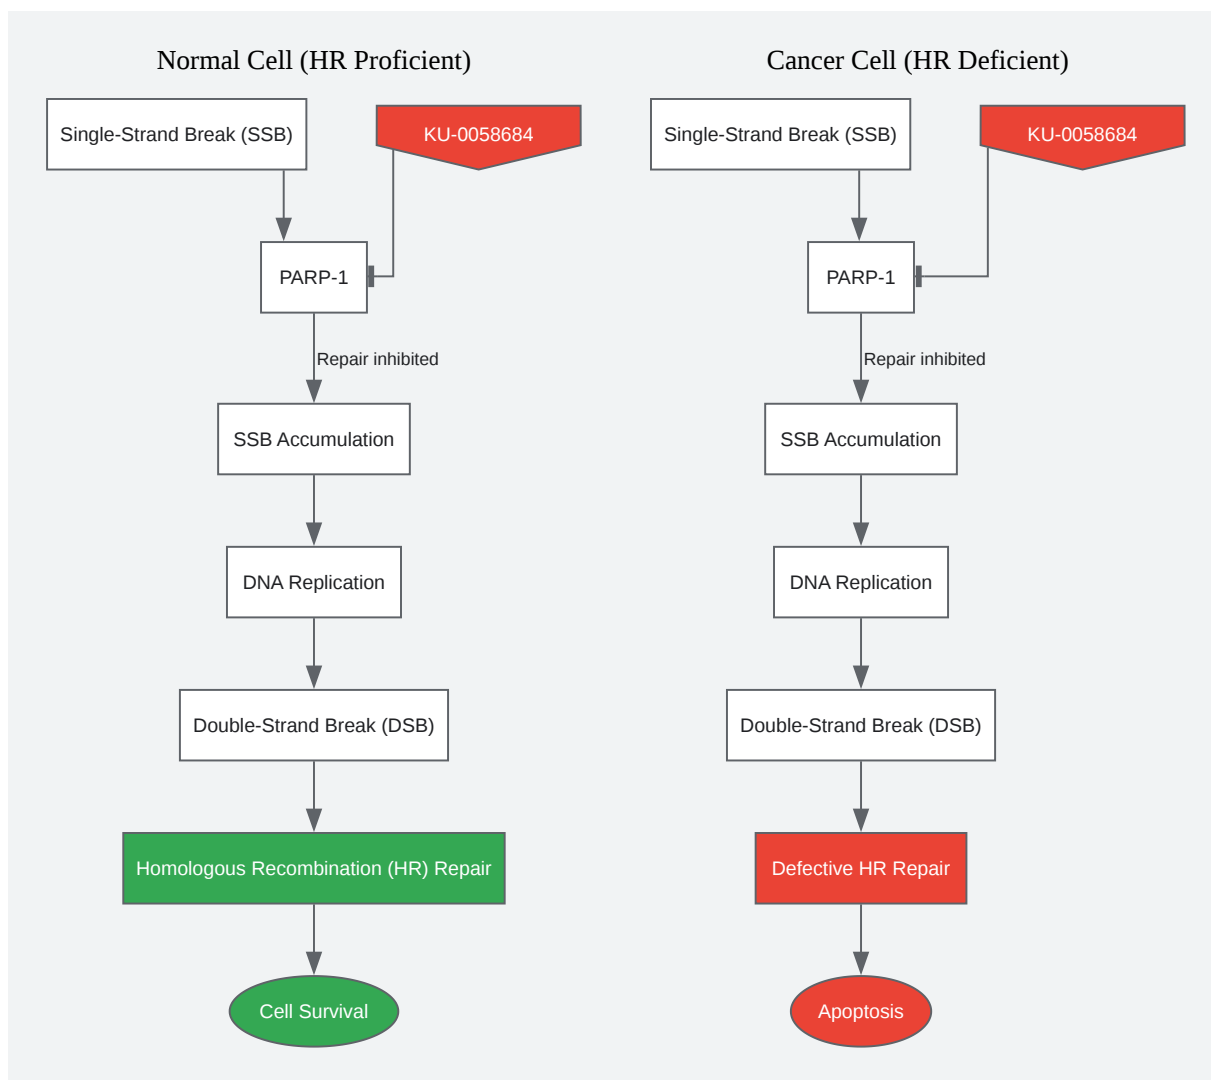 Normal Cell (HR Proficient)
Single-Strand Break (SSB)
KU-0058684
PARP-1
Repair inhibited
SSB Accumulation
DNA Replication
Double-Strand Break (DSB)
Homologous Recombination (HR) Repair
Cell Survival
Cancer Cell (HR Deficient)
Single-Strand Break (SSB)
KU-0058684
PARP-1
Repair inhibited
SSB Accumulation
DNA Replication
Double-Strand Break (DSB)
Defective HR Repair
Apoptosis